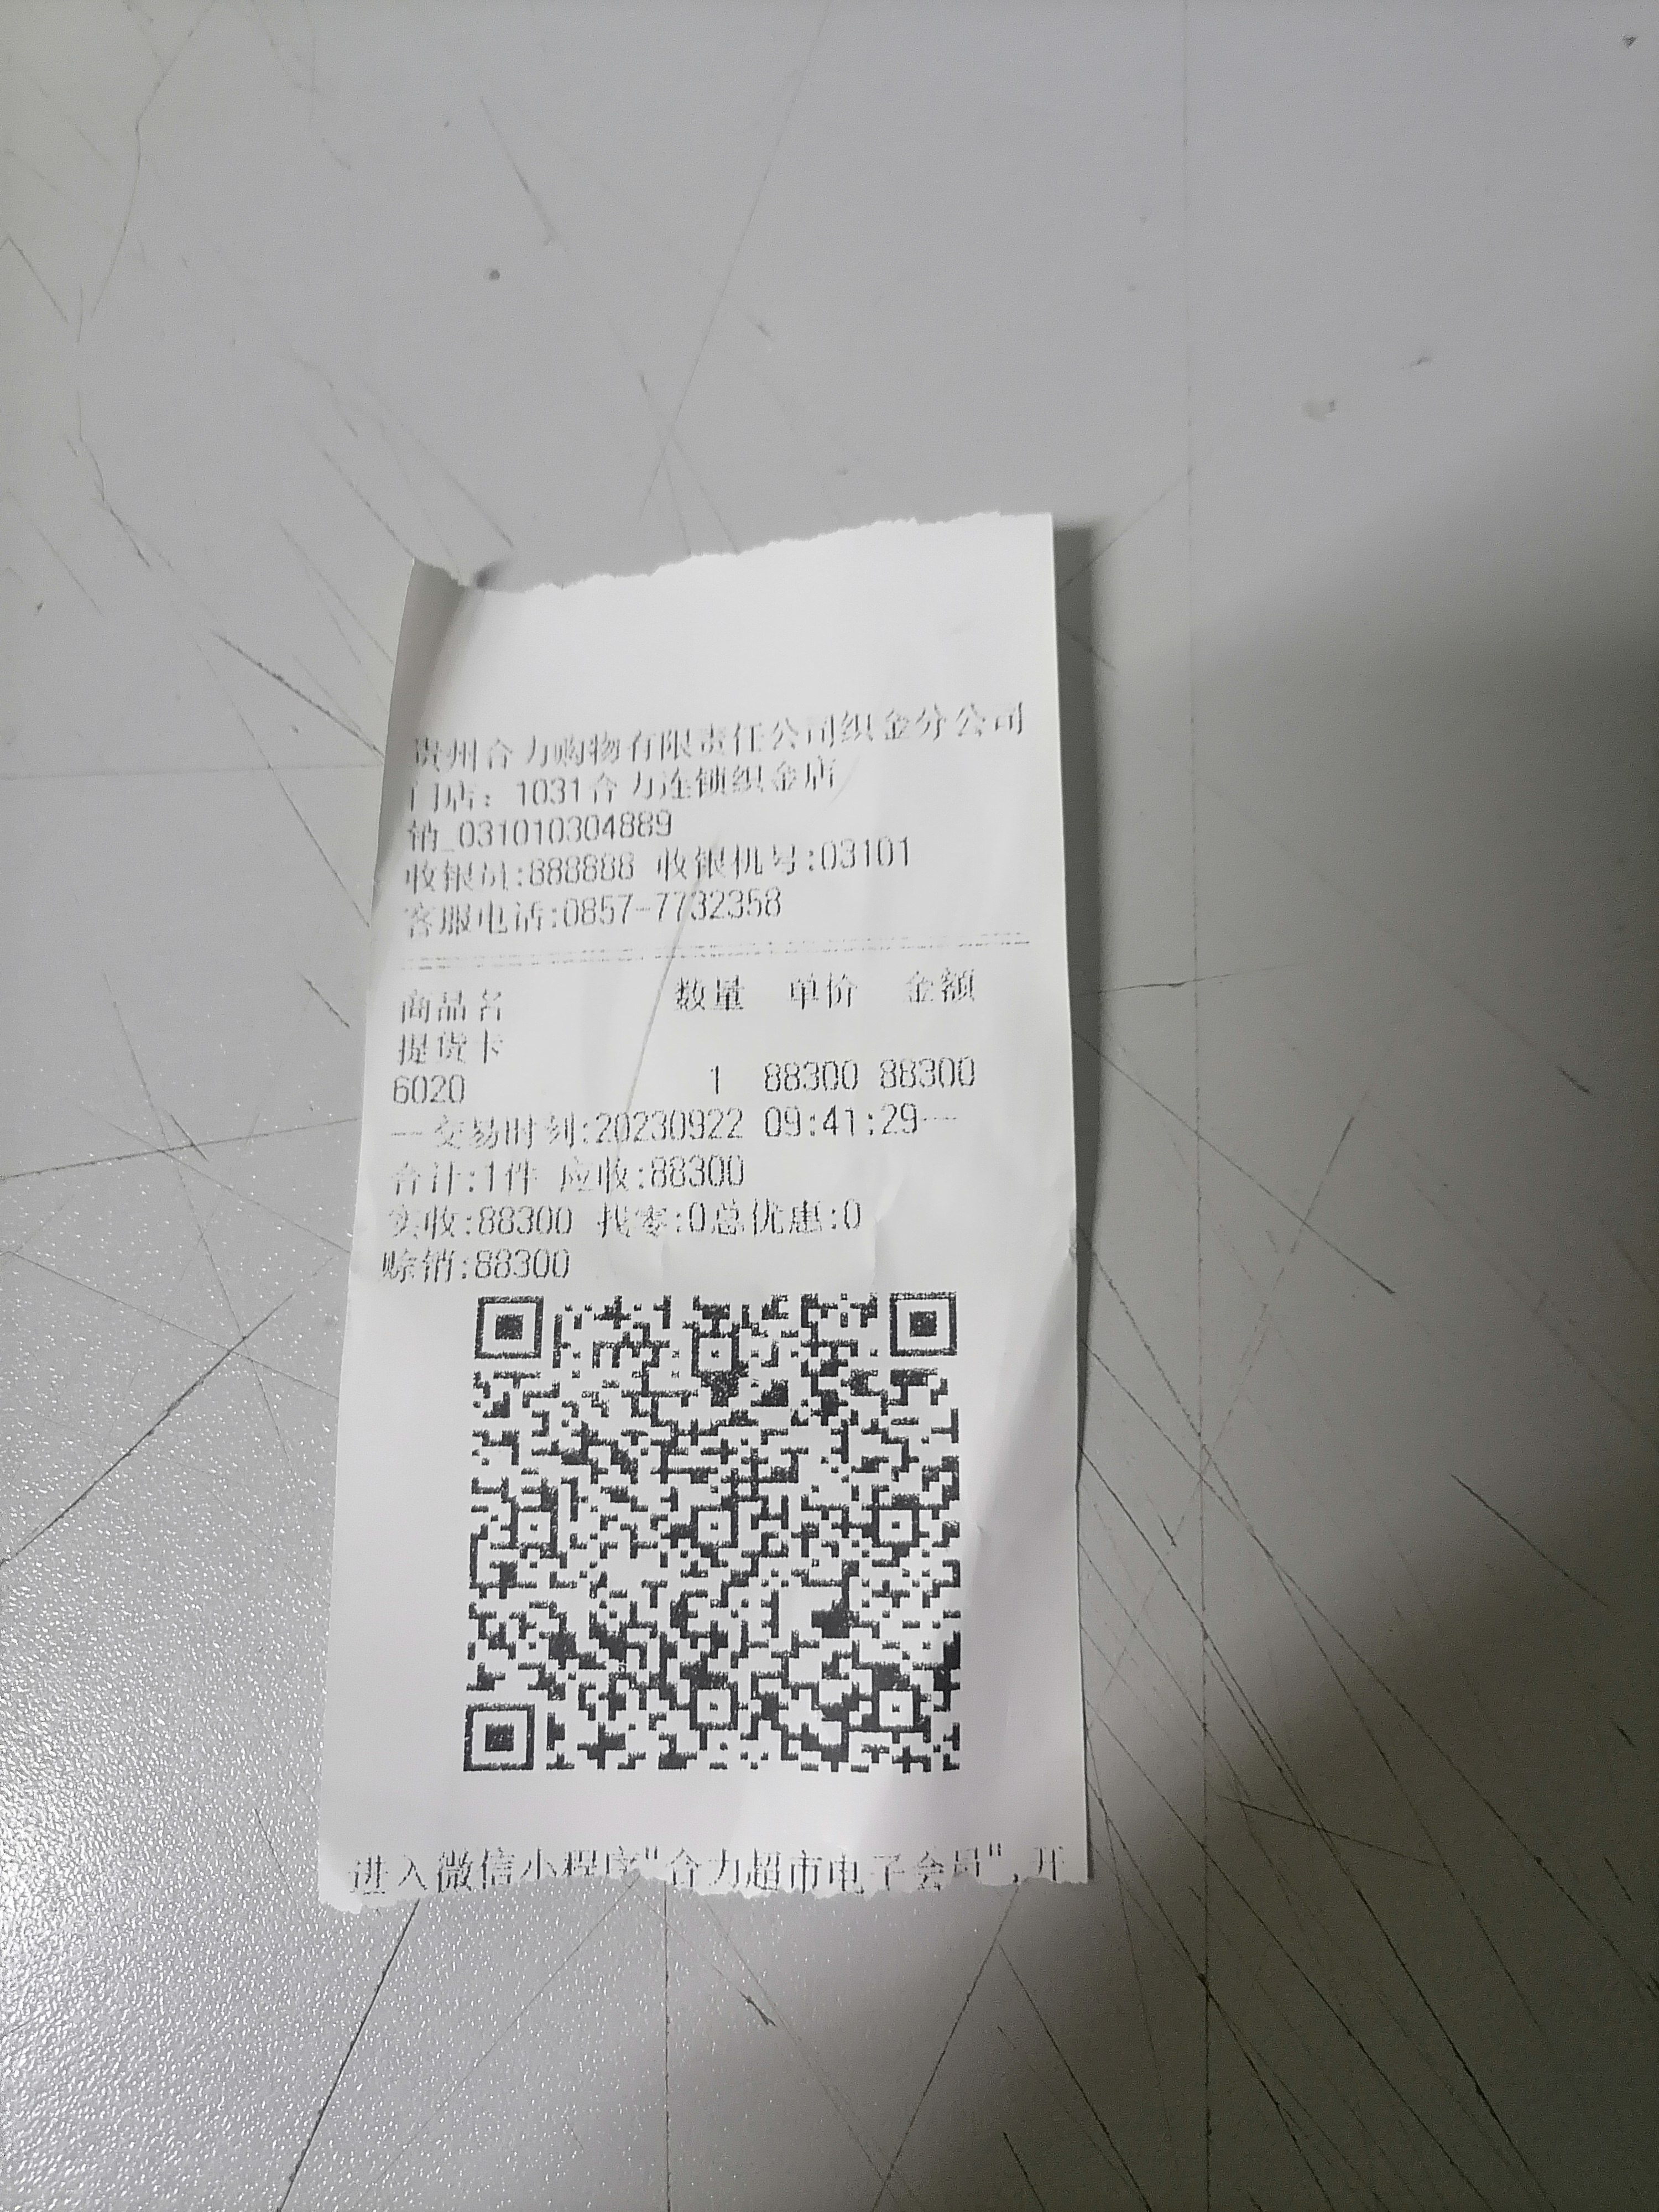 贵州合力购物有限责任公司织金分公司
门店：1031合力连锁织金店
销_031010304889
收银员:888888 收银机号:03101
客服电话:0857-7732358
商品名 数量 单价 金额
提货卡
6020 1 88300 88300
--交易时刻:20230922 09:41:29--
合计:1件 应收:88300
实收:88300 找零:0总优惠:0
赊销:88300
进入微信小程序"合力超市电子会员",开